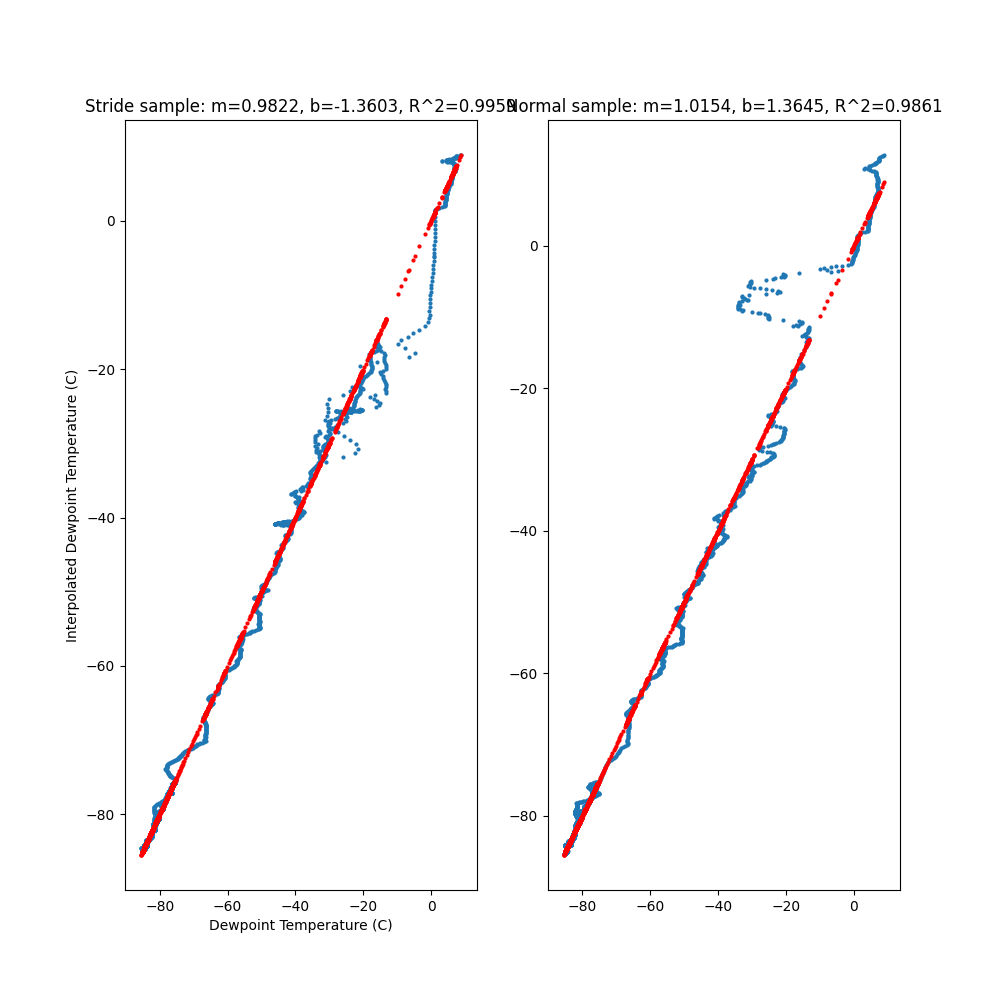 Stride sample: m=0.9822, b=-1.3603, R^2=0.9959
Normal sample: m=1.0154, b=1.3645, R^2=0.9861
Interpolated Dewpoint Temperature (C)
0
−20
−40
−60
−80
−80 −60 −40 −20 0
Dewpoint Temperature (C)
0
−20
−40
−60
−80
−80 −60 −40 −20 0